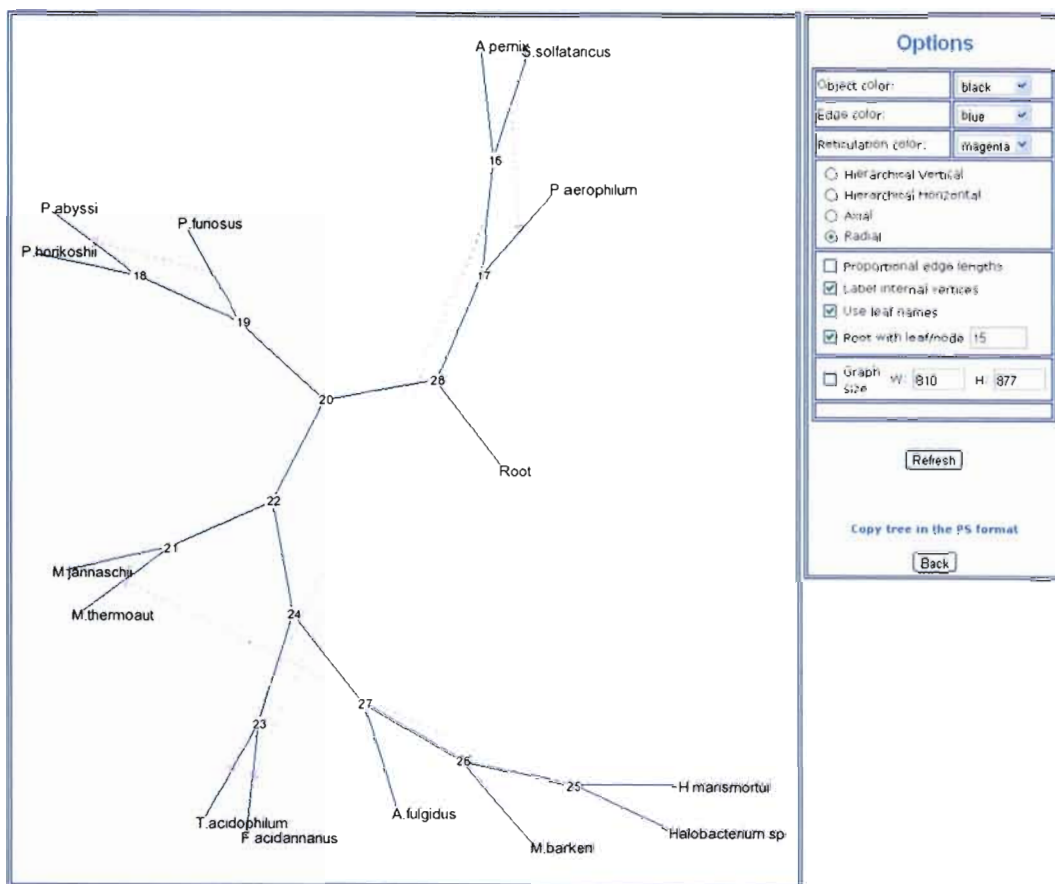 A pernix
S.solfataricus
16
P aerophilum
P.abyssi
P.furiosus
P.horikoshii
18
17
19
28
20
Root
22
21
M.jannaschii
M.thermoaut
24
27
23
26
25
H marismortui
T.acidophilum
A.fulgidus
Halobacterium sp
F acidarmanus
M.barkeri
Options
Object color: black
Edge color: blue
Reticulation color: magenta
Hierarchical Vertical
Hierarchical Horizontal
Axial
Radial
Proportional edge lengths
Label internal vertices
Use leaf names
Root with leaf/node 15
Graph size W: 810 H: 877
Refresh
Copy tree in the PS format
Back